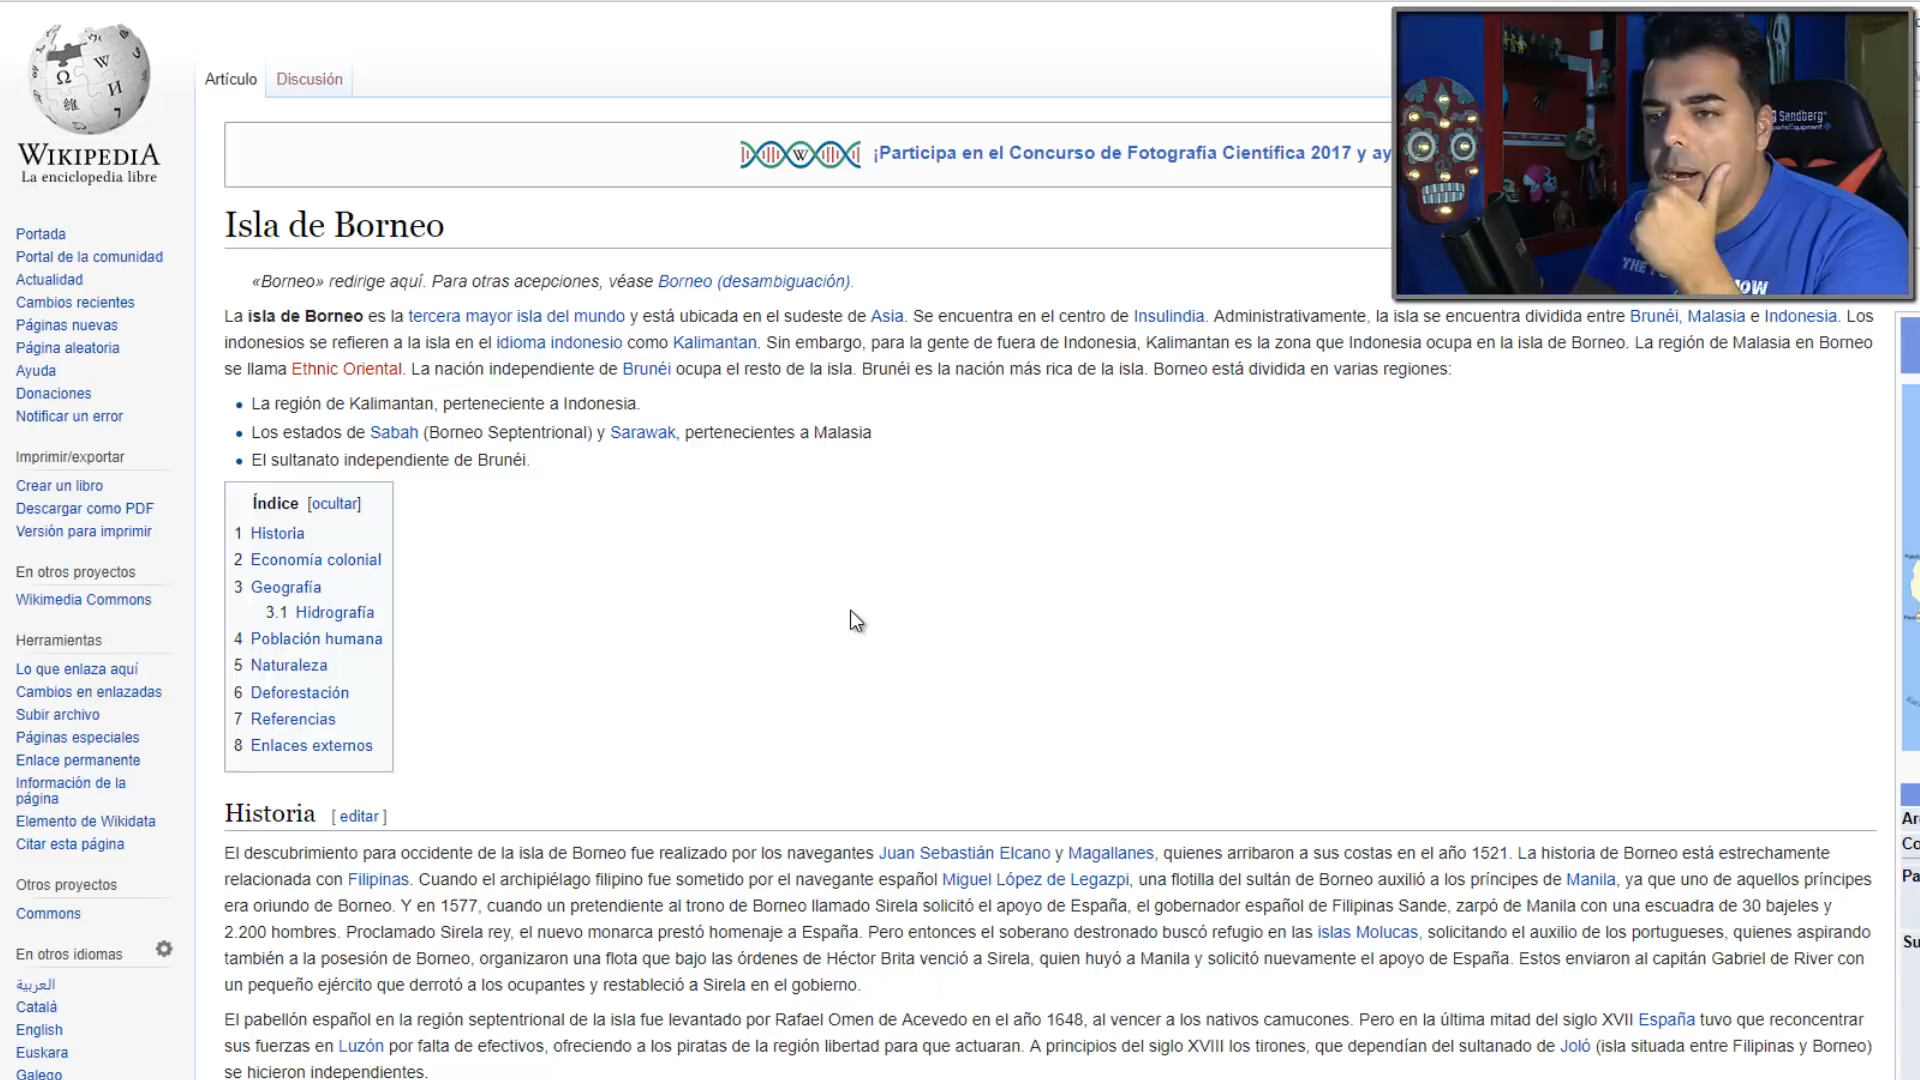 WIKIPEDIA
La enciclopedia libre
Portada
Portal de la comunidad
Actualidad
Cambios recientes
Páginas nuevas
Página aleatoria
Ayuda
Donaciones
Notificar un error
Imprimir/exportar
Crear un libro
Descargar como PDF
Versión para imprimir
En otros proyectos
Wikimedia Commons
Herramientas
Lo que enlaza aquí
Cambios en enlazadas
Subir archivo
Páginas especiales
Enlace permanente
Información de la
página
Elemento de Wikidata
Citar esta página
Otros proyectos
Commons
En otros idiomas
العربية
Català
English
Euskara
Galego
Artículo Discusión
¡Participa en el Concurso de Fotografía Científica 2017 y ay
Sandberg
Isla de Borneo
«Borneo» redirige aquí. Para otras acepciones, véase Borneo (desambiguación).
La isla de Borneo es la tercera mayor isla del mundo y está ubicada en el sudeste de Asia. Se encuentra en el centro de Insulindia. Administrativamente, la isla se encuentra dividida entre Brunéi, Malasia e Indonesia. Los
indonesios se refieren a la isla en el idioma indonesio como Kalimantan. Sin embargo, para la gente de fuera de Indonesia, Kalimantan es la zona que Indonesia ocupa en la isla de Borneo. La región de Malasia en Borneo
se llama Ethnic Oriental. La nación independiente de Brunéi ocupa el resto de la isla. Brunéi es la nación más rica de la isla. Borneo está dividida en varias regiones:
• La región de Kalimantan, perteneciente a Indonesia.
• Los estados de Sabah (Borneo Septentrional) y Sarawak, pertenecientes a Malasia
• El sultanato independiente de Brunéi.
Índice [ocultar]
1 Historia
2 Economía colonial
3 Geografía
3.1 Hidrografía
4 Población humana
5 Naturaleza
6 Deforestación
7 Referencias
8 Enlaces externos
Historia [ editar ]
El descubrimiento para occidente de la isla de Borneo fue realizado por los navegantes Juan Sebastián Elcano y Magallanes, quienes arribaron a sus costas en el año 1521. La historia de Borneo está estrechamente
relacionada con Filipinas. Cuando el archipiélago filipino fue sometido por el navegante español Miguel López de Legazpi, una flotilla del sultán de Borneo auxilió a los príncipes de Manila, ya que uno de aquellos príncipes
era oriundo de Borneo. Y en 1577, cuando un pretendiente al trono de Borneo llamado Sirela solicitó el apoyo de España, el gobernador español de Filipinas Sande, zarpó de Manila con una escuadra de 30 bajeles y
2.200 hombres. Proclamado Sirela rey, el nuevo monarca prestó homenaje a España. Pero entonces el soberano destronado buscó refugio en las islas Molucas, solicitando el auxilio de los portugueses, quienes aspirando
también a la posesión de Borneo, organizaron una flota que bajo las órdenes de Héctor Brita venció a Sirela, quien huyó a Manila y solicitó nuevamente el apoyo de España. Estos enviaron al capitán Gabriel de River con
un pequeño ejército que derrotó a los ocupantes y restableció a Sirela en el gobierno.
El pabellón español en la región septentrional de la isla fue levantado por Rafael Omen de Acevedo en el año 1648, al vencer a los nativos camucones. Pero en la última mitad del siglo XVII España tuvo que reconcentrar
sus fuerzas en Luzón por falta de efectivos, ofreciendo a los piratas de la región libertad para que actuaran. A principios del siglo XVIII los tirones, que dependían del sultanado de Joló (isla situada entre Filipinas y Borneo)
se hicieron independientes.